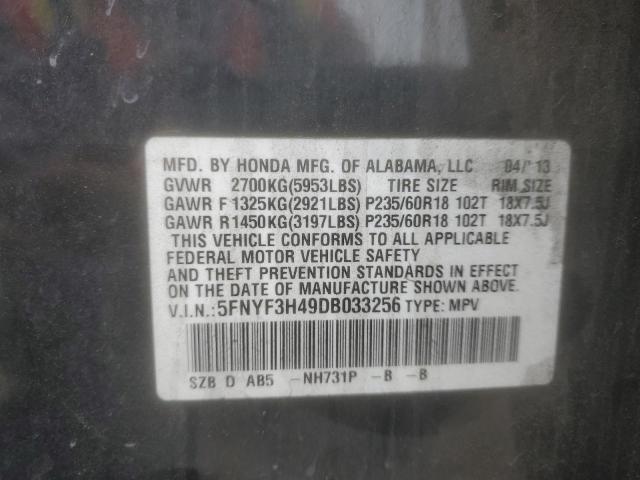 MFD. BY HONDA MFG. OF ALABAMA, LLC 04/'13
GVWR 2700KG(5953LBS) TIRE SIZE RIM SIZE
GAWR F 1325KG(2921LBS) P235/60R18 102T 18X7.5J
GAWR R 1450KG(3197LBS) P235/60R18 102T 18X7.5J
THIS VEHICLE CONFORMS TO ALL APPLICABLE
FEDERAL MOTOR VEHICLE SAFETY
AND THEFT PREVENTION STANDARDS IN EFFECT
ON THE DATE OF MANUFACTURE SHOWN ABOVE.
V.I.N.: 5FNYF3H49DB033256 TYPE: MPV
SZB D AB5 -NH731P -B -B